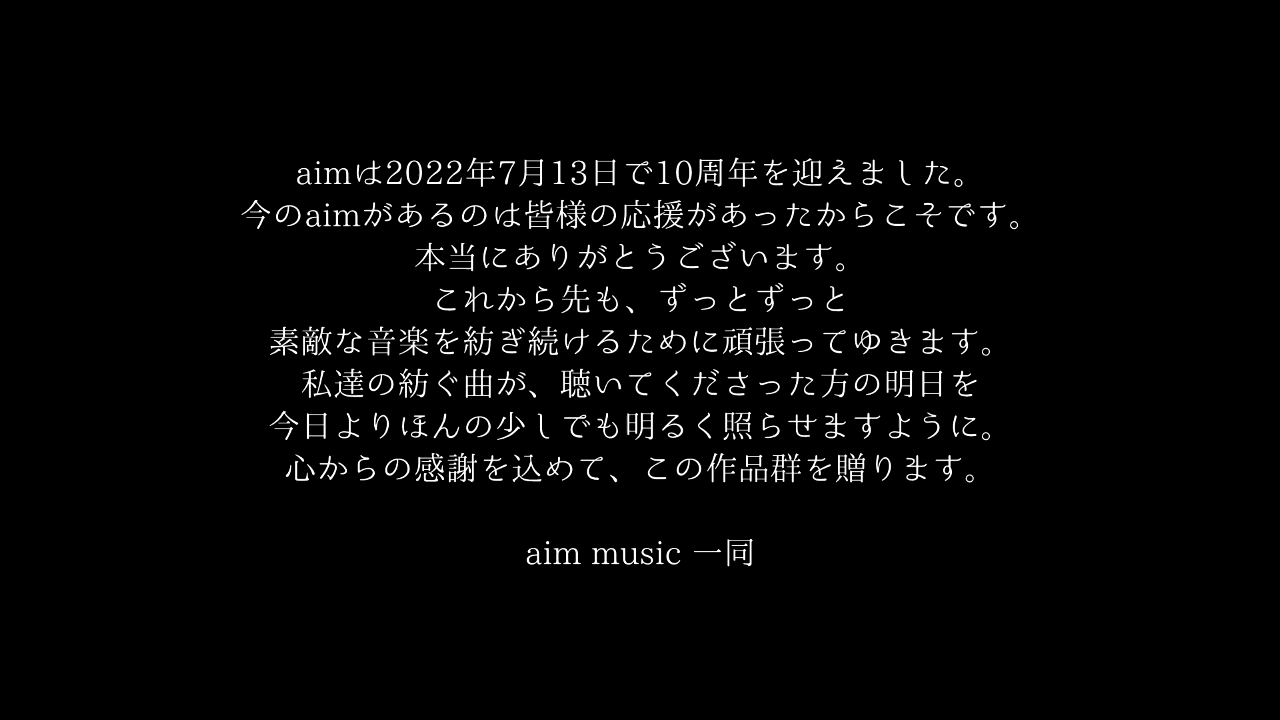 aimは2022年7月13日で10周年を迎えました。
今のaimがあるのは皆様の応援があったからこそです。
本当にありがとうございます。
これから先も、ずっとずっと
素敵な音楽を紡ぎ続けるために頑張ってゆきます。
私達の紡ぐ曲が、聴いてくださった方の明日を
今日よりほんの少しでも明るく照らせますように。
心からの感謝を込めて、この作品群を贈ります。
aim music 一同